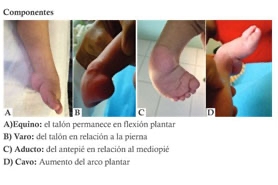 Componentes
A B C D
A)Equino: el talón permanece en flexión plantar
B) Varo: del talón en relación a la pierna
C) Aducto: del antepié en relación al mediopié
D) Cavo: Aumento del arco plantar